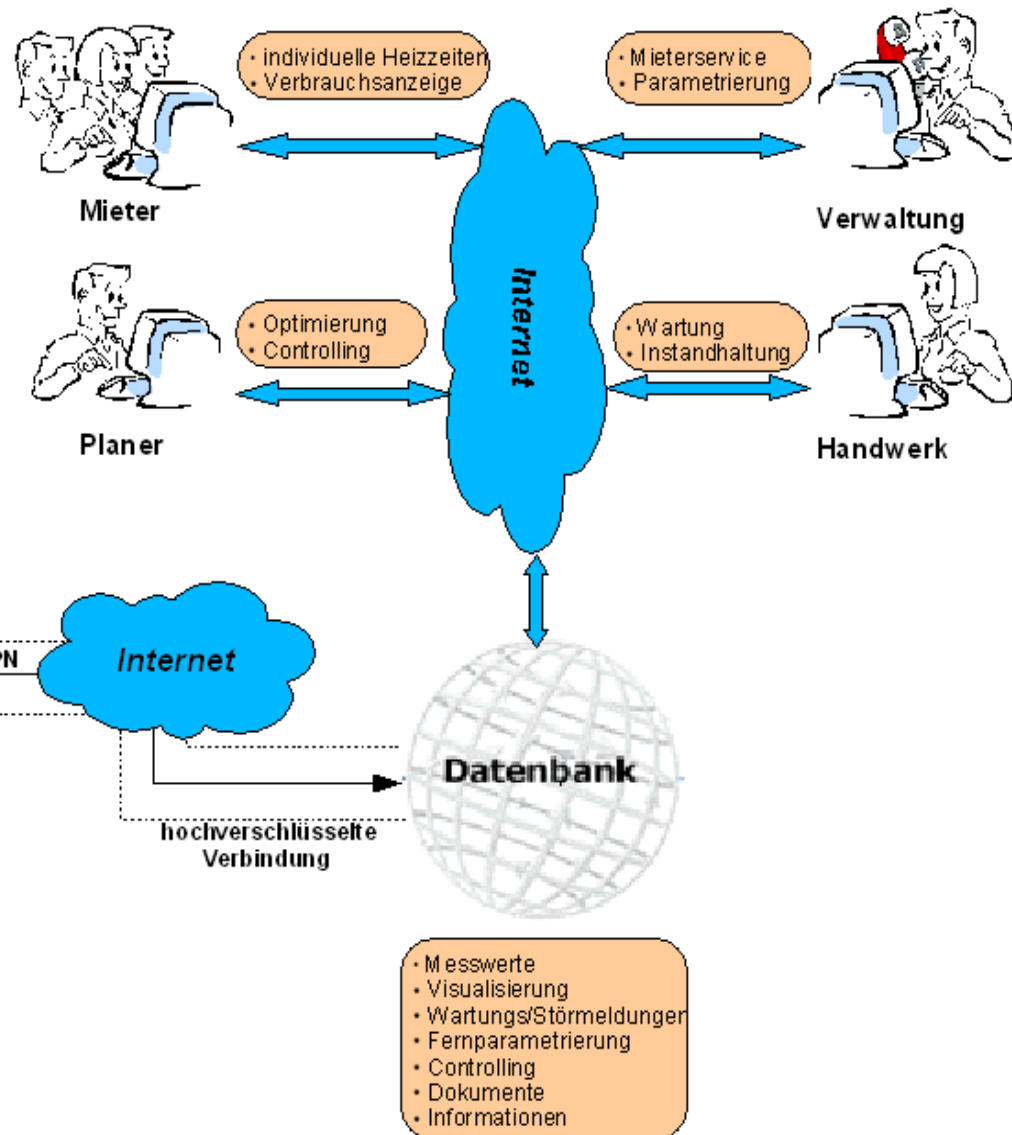 • individuelle Heizzeiten
• Verbrauchsanzeige
• Mieterservice
• Parametrierung
Mieter
Verwaltung
Internet
• Optimierung
• Controlling
• Wartung
• Instandhaltung
Planer
Handwerk
PN
Internet
Datenbank
hochverschlüsselte
Verbindung
• Messwerte
• Visualisierung
• Wartungs/Störmeldungen
• Fernparametrierung
• Controlling
• Dokumente
• Informationen